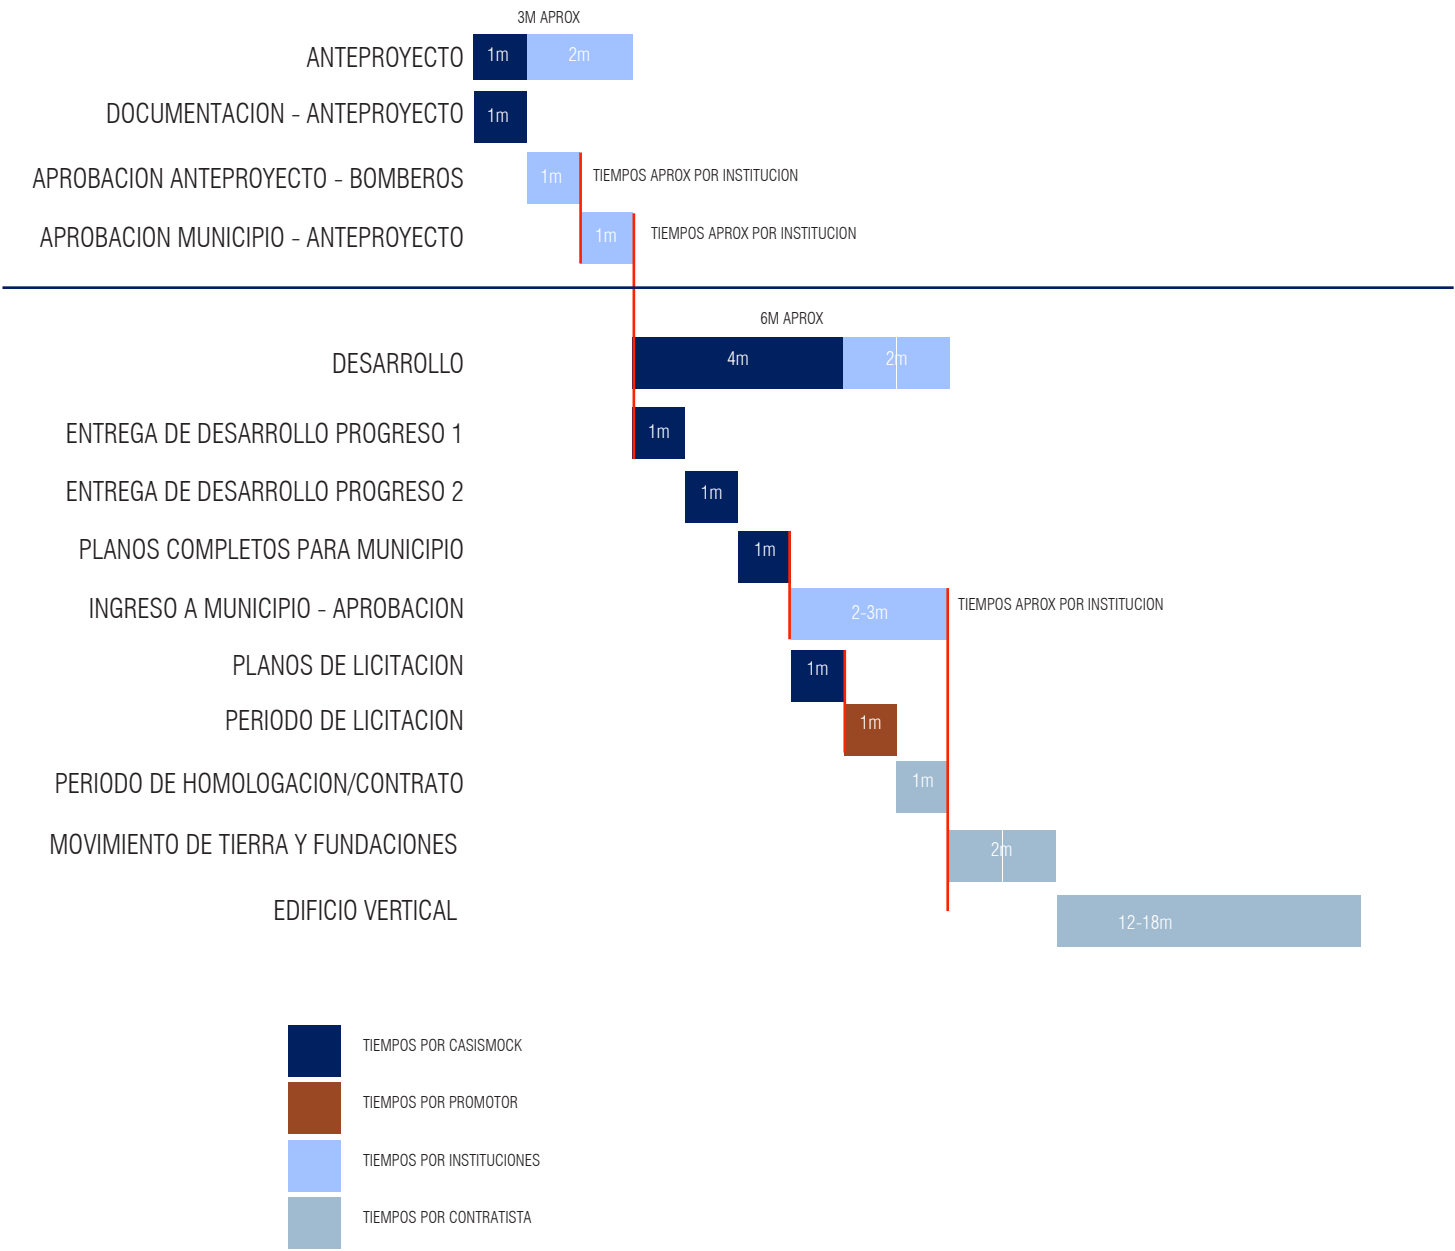 3M APROX
ANTEPROYECTO 1m 2m
DOCUMENTACION - ANTEPROYECTO 1m
APROBACION ANTEPROYECTO - BOMBEROS 1m TIEMPOS APROX POR INSTITUCION
APROBACION MUNICIPIO - ANTEPROYECTO 1m TIEMPOS APROX POR INSTITUCION
6M APROX
DESARROLLO 4m 2m
ENTREGA DE DESARROLLO PROGRESO 1 1m
ENTREGA DE DESARROLLO PROGRESO 2 1m
PLANOS COMPLETOS PARA MUNICIPIO 1m
INGRESO A MUNICIPIO - APROBACION 2-3m TIEMPOS APROX POR INSTITUCION
PLANOS DE LICITACION 1m
PERIODO DE LICITACION 1m
PERIODO DE HOMOLOGACION/CONTRATO 1m
MOVIMIENTO DE TIERRA Y FUNDACIONES 2m
EDIFICIO VERTICAL 12-18m
TIEMPOS POR CASISMOCK
TIEMPOS POR PROMOTOR
TIEMPOS POR INSTITUCIONES
TIEMPOS POR CONTRATISTA